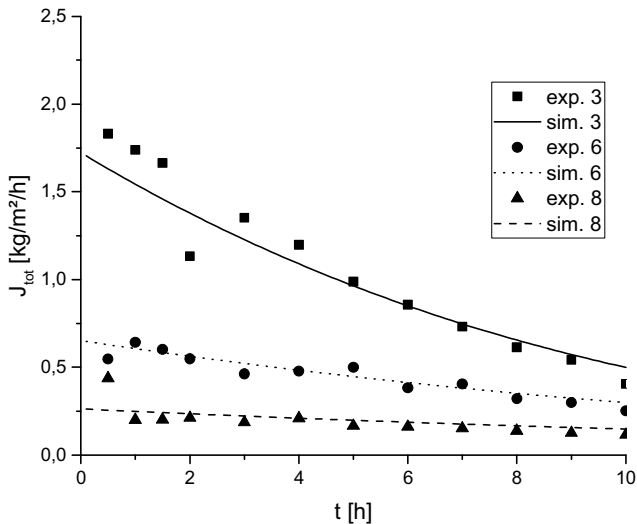 2,5
2,0
1,5
1,0
0,5
0,0
J_tot [kg/m²/h]
exp. 3
sim. 3
exp. 6
sim. 6
exp. 8
sim. 8
0 2 4 6 8 10
t [h]